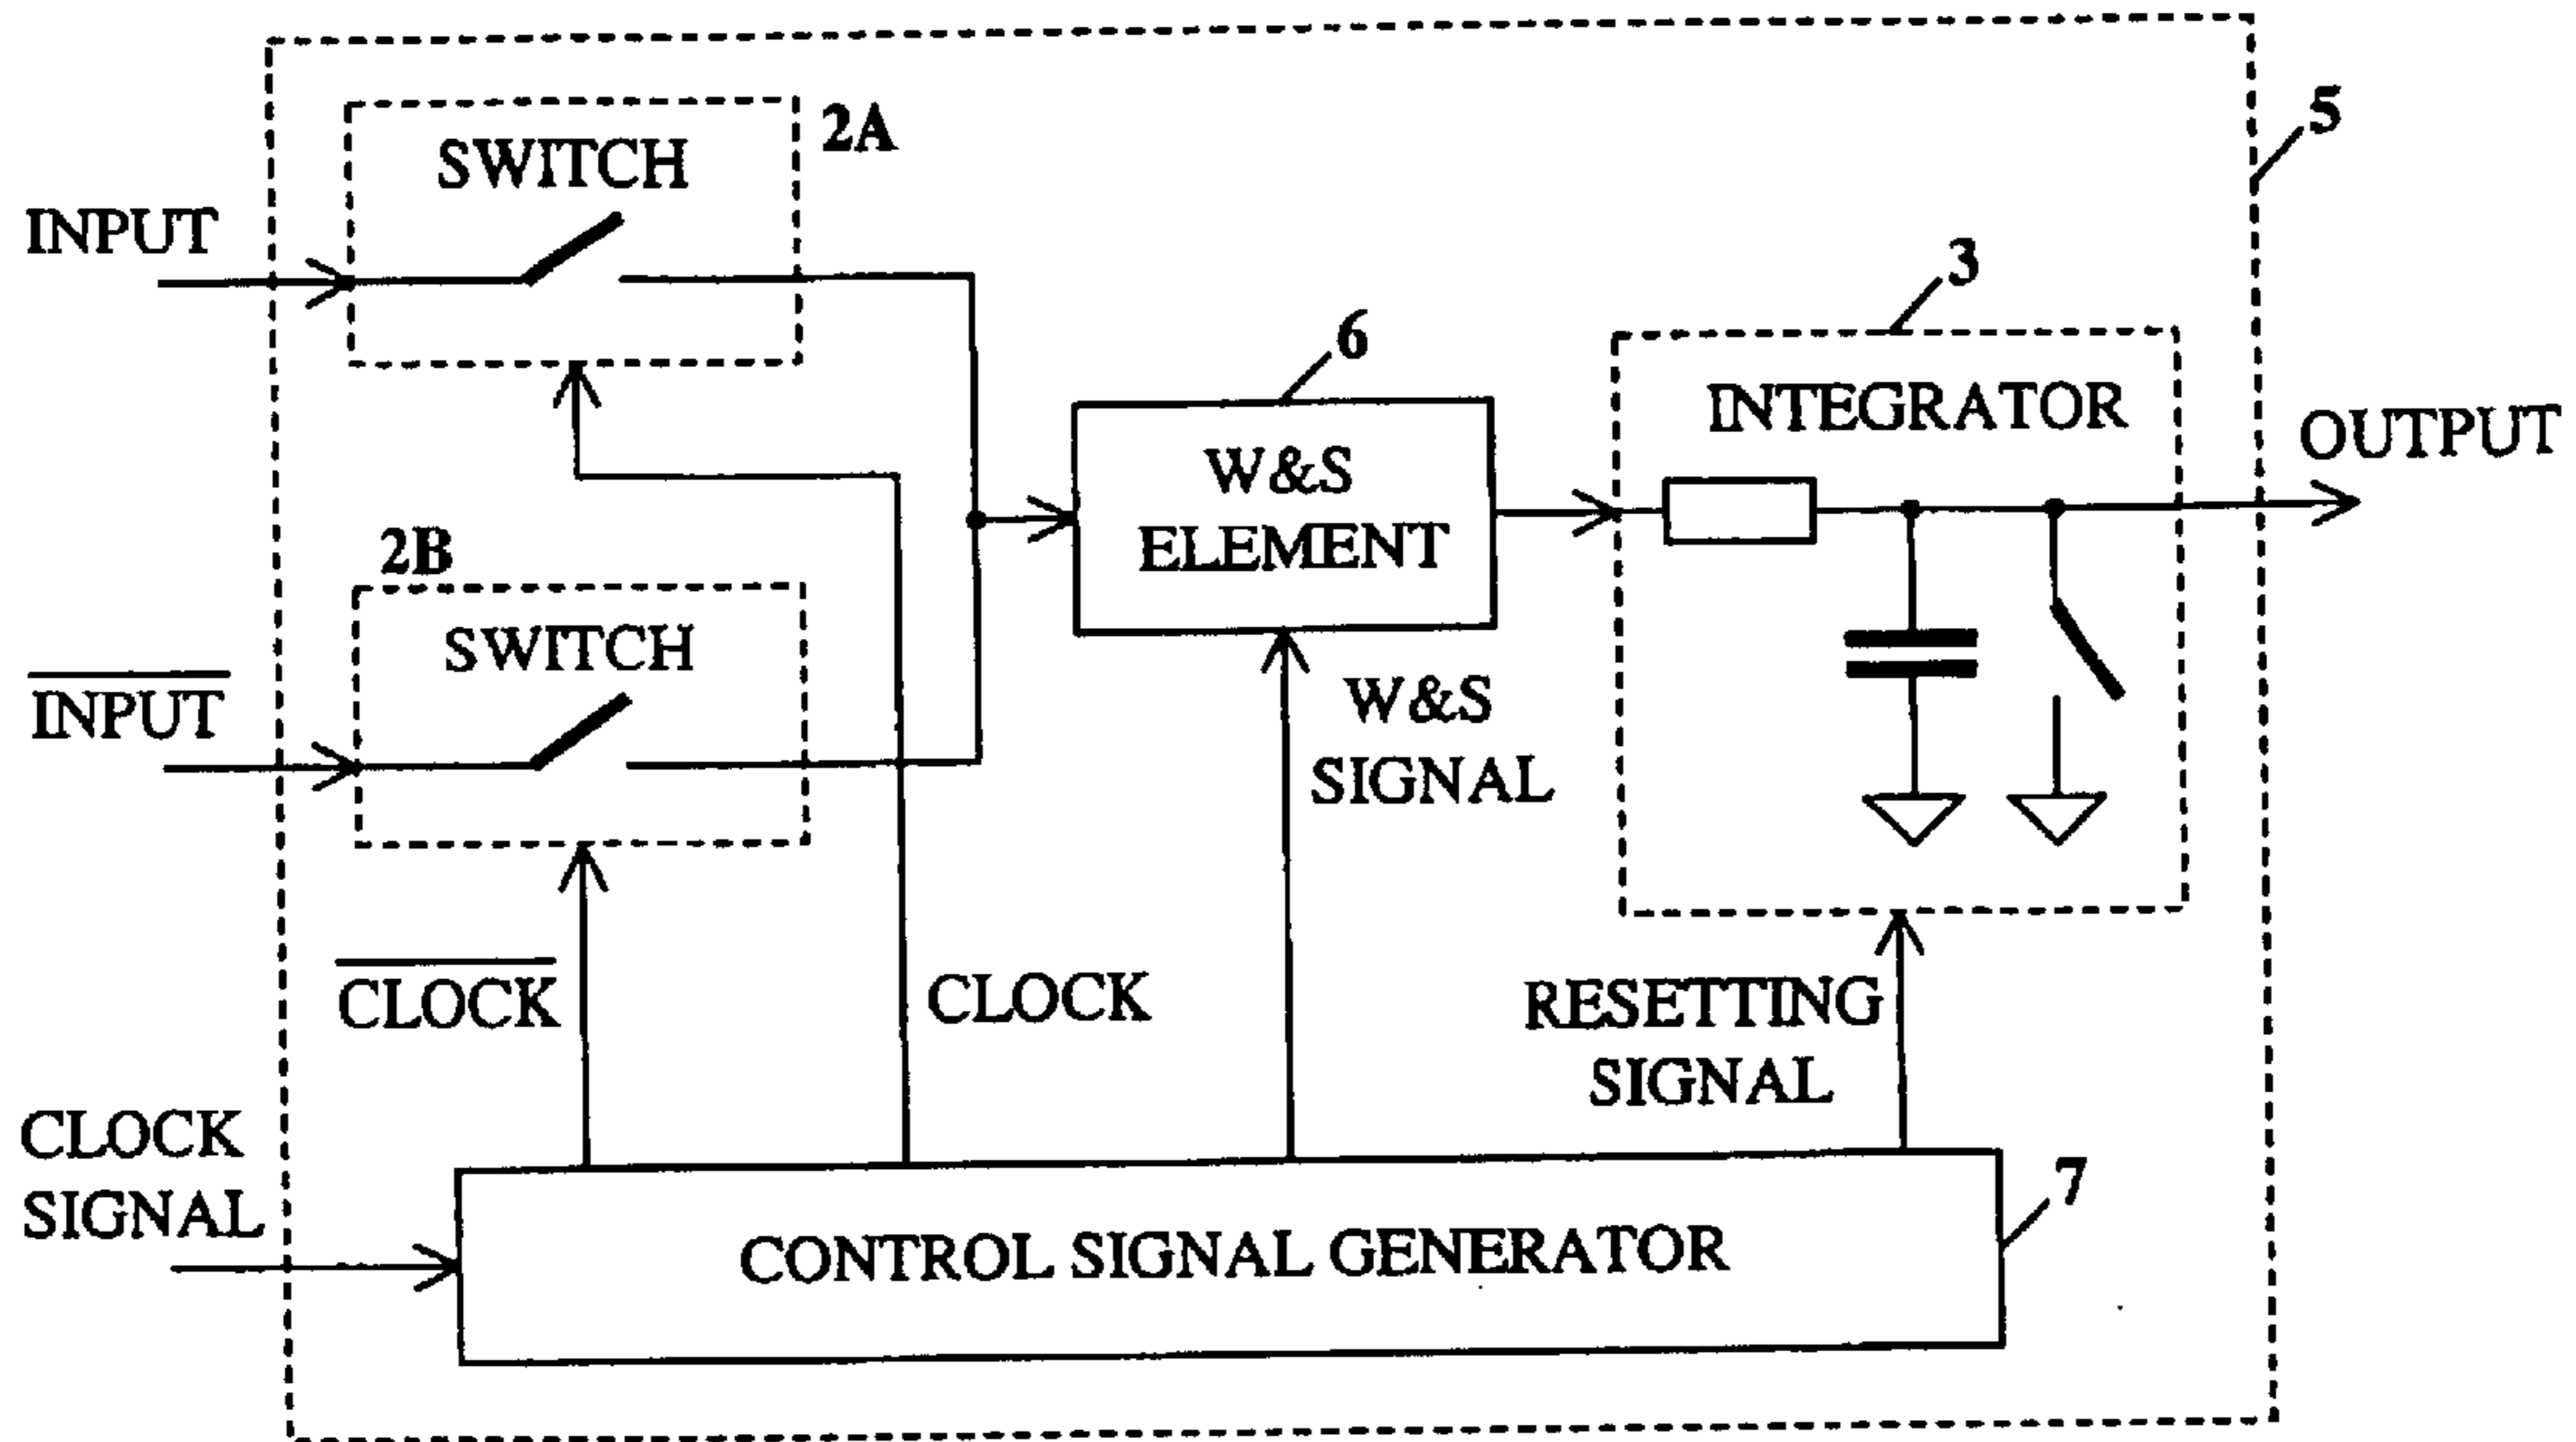 2A
SWITCH
5
INPUT
3
6
INTEGRATOR
OUTPUT
W&S
ELEMENT
2B
SWITCH
INPUT
W&S
SIGNAL
CLOCK
CLOCK
RESETTING
SIGNAL
CLOCK
SIGNAL
7
CONTROL SIGNAL GENERATOR